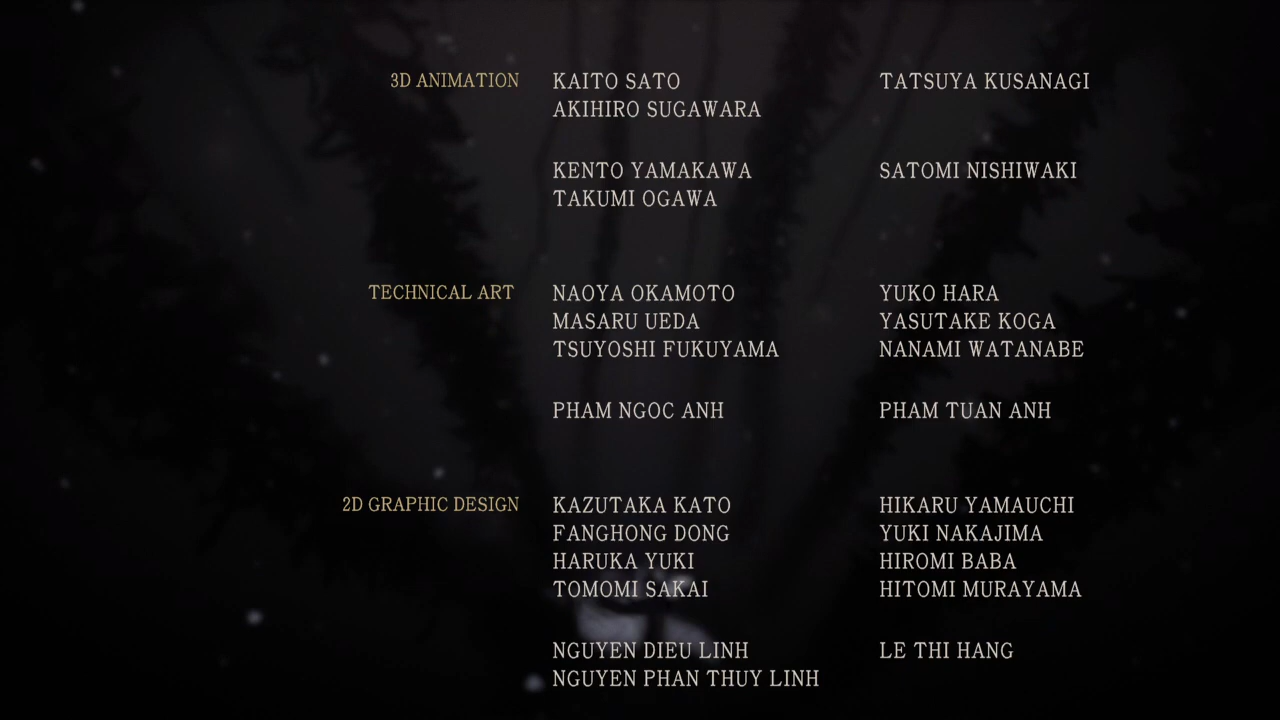 3D ANIMATION KAITO SATO TATSUYA KUSANAGI
AKIHIRO SUGAWARA
KENTO YAMAKAWA SATOMI NISHIWAKI
TAKUMI OGAWA
TECHNICAL ART NAOYA OKAMOTO YUKO HARA
MASARU UEDA YASUTAKE KOGA
TSUYOSHI FUKUYAMA NANAMI WATANABE
PHAM NGOC ANH PHAM TUAN ANH
2D GRAPHIC DESIGN KAZUTAKA KATO HIKARU YAMAUCHI
FANGHONG DONG YUKI NAKAJIMA
HARUKA YUKI HIROMI BABA
TOMOMI SAKAI HITOMI MURAYAMA
NGUYEN DIEU LINH LE THI HANG
NGUYEN PHAN THUY LINH